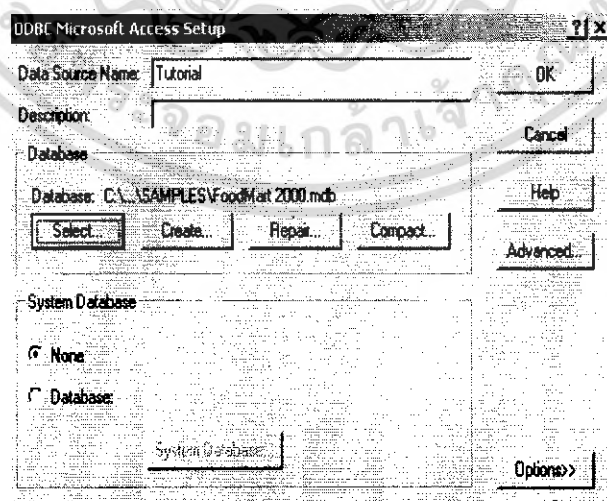 ODBC Microsoft Access Setup
Data Source Name: Tutorial
OK
Description:
Cancel
Database
Database: C:\...\SAMPLES\FoodMart 2000.mdb
Help
Select... Create... Repair... Compact...
Advanced...
System Database
None
Database:
System Database...
Options>>